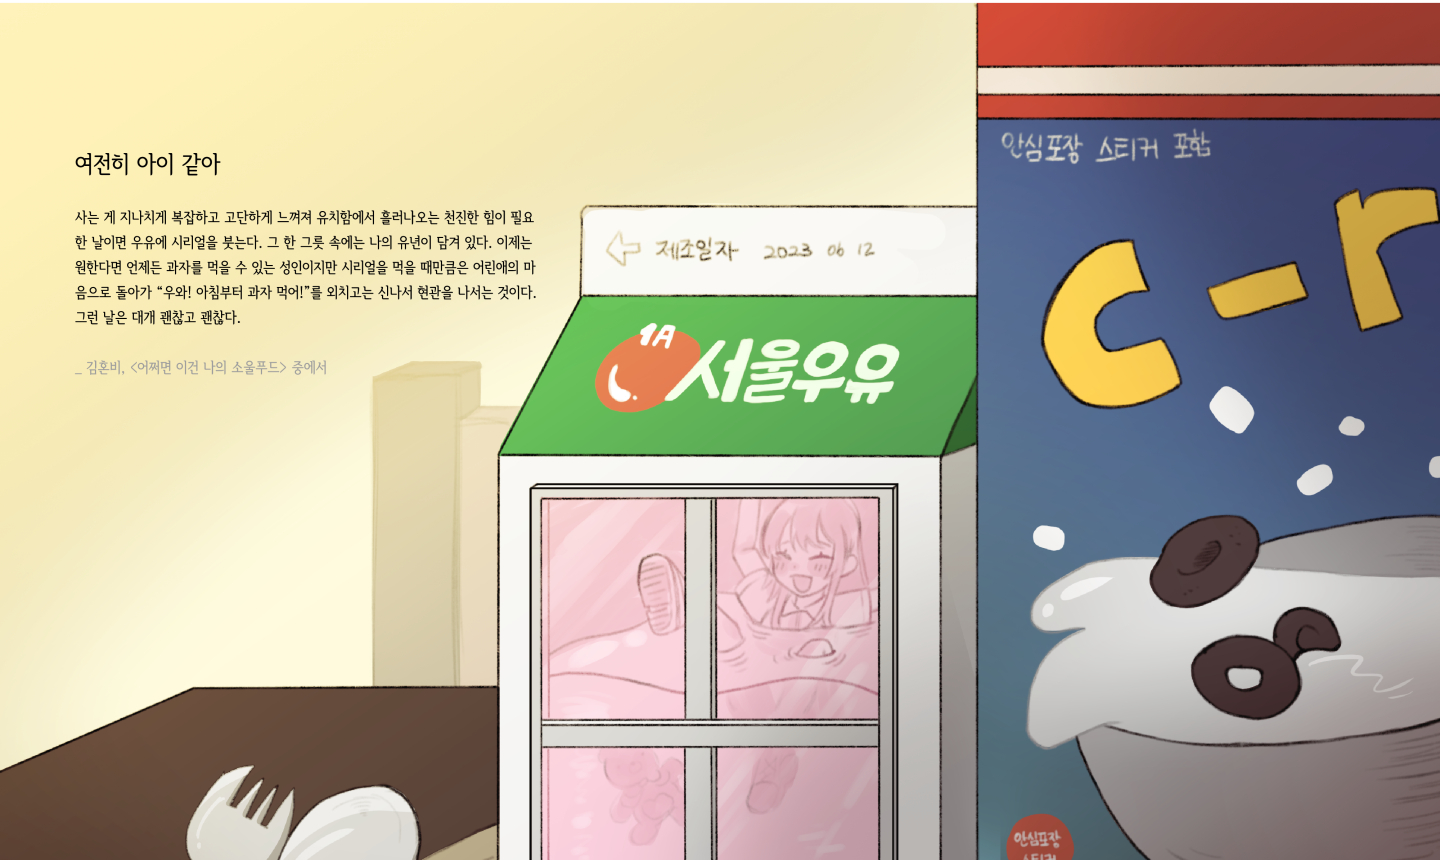 여전히 아이 같아
사는 게 지나치게 복잡하고 고단하게 느껴져 유치함에서 흘러나오는 천진한 힘이 필요
한 날이면 우유에 시리얼을 붓는다. 그 한 그릇 속에는 나의 유년이 담겨 있다. 이제는
원한다면 언제든 과자를 먹을 수 있는 성인이지만 시리얼을 먹을 때만큼은 어린애의 마
음으로 돌아가 “우와! 아침부터 과자 먹어!”를 외치고는 신나서 현관을 나서는 것이다.
그런 날은 대개 괜찮고 괜찮다.
_ 김혼비, <어쩌면 이건 나의 소울푸드> 중에서
제조일자 2023 06 12
1A
서울우유
안심포장 스티커 포함
c-r
안심포장
스티커